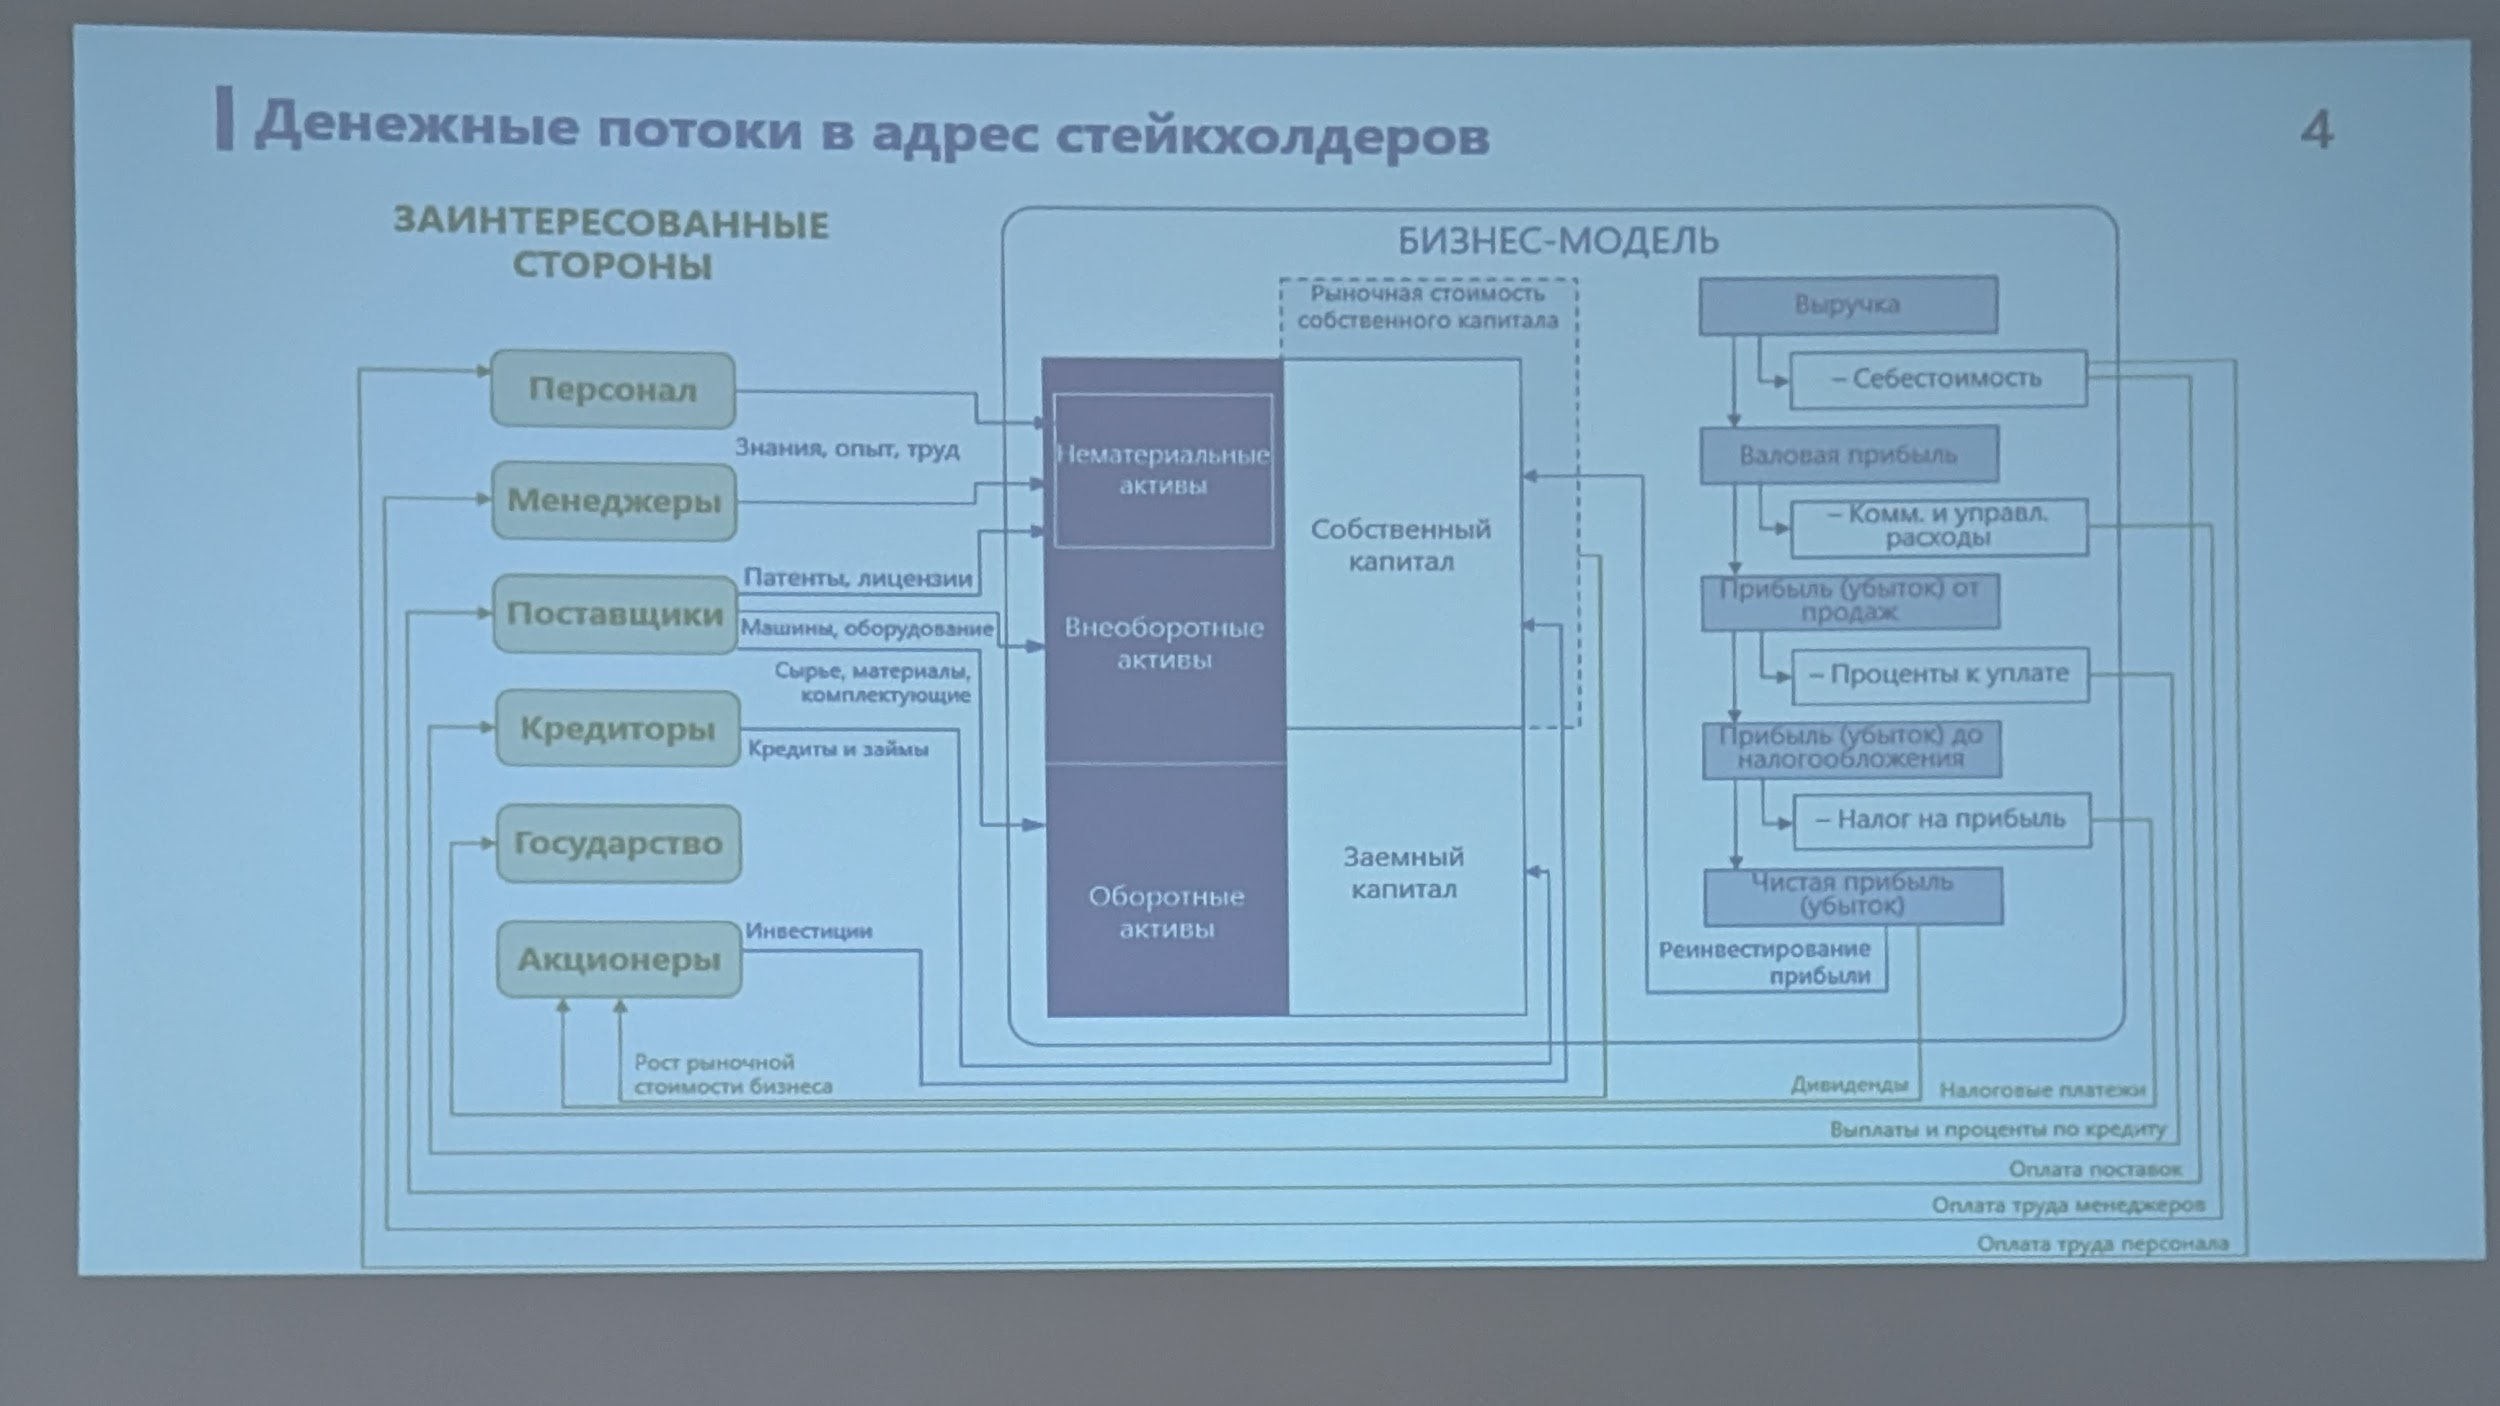 Денежные потоки в адрес стейкхолдеров
4
ЗАИНТЕРЕСОВАННЫЕ
СТОРОНЫ
Персонал
Менеджеры
Поставщики
Кредиторы
Государство
Акционеры
Знания, опыт, труд
Патенты, лицензии
Машины, оборудование
Сырье, материалы,
комплектующие
Кредиты и займы
Инвестиции
Рост рыночной
стоимости бизнеса
БИЗНЕС-МОДЕЛЬ
Рыночная стоимость
собственного капитала
Нематериальные
активы
Внеоборотные
активы
Оборотные
активы
Собственный
капитал
Заемный
капитал
Выручка
– Себестоимость
Валовая прибыль
– Комм. и управл.
расходы
Прибыль (убыток) от
продаж
– Проценты к уплате
Прибыль (убыток) до
налогообложения
– Налог на прибыль
Чистая прибыль
(убыток)
Реинвестирование
прибыли
Дивиденды
Налоговые платежи
Выплаты и проценты по кредиту
Оплата поставок
Оплата труда менеджеров
Оплата труда персонала